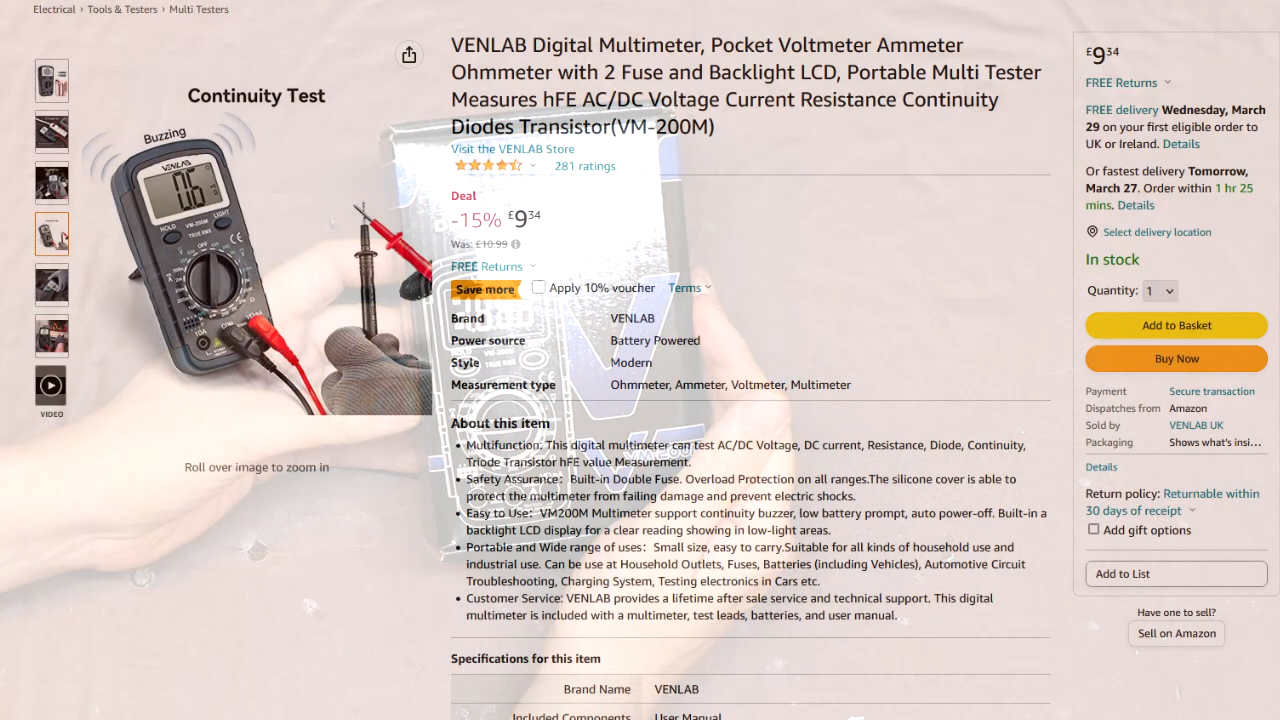 Electrical › Tools & Testers › Multi Testers
Continuity Test
Buzzing
VENLAB
0.6
HOLD
LIGHT
VM-200M
TRUE RMS
OFF
10A
COM
VIDEO
Roll over image to zoom in
VENLAB Digital Multimeter, Pocket Voltmeter Ammeter
Ohmmeter with 2 Fuse and Backlight LCD, Portable Multi Tester
Measures hFE AC/DC Voltage Current Resistance Continuity
Diodes Transistor(VM-200M)
Visit the VENLAB Store
281 ratings
Deal
-15% £9 34
Was: £10.99
FREE Returns
Save more Apply 10% voucher Terms
Brand VENLAB
Power source Battery Powered
Style Modern
Measurement type Ohmmeter, Ammeter, Voltmeter, Multimeter
About this item
• Multifunction: This digital multimeter can test AC/DC Voltage, DC current, Resistance, Diode, Continuity,
Triode Transistor hFE value Measurement.
• Safety Assurance：Built-in Double Fuse. Overload Protection on all ranges.The silicone cover is able to
protect the multimeter from failing damage and prevent electric shocks.
• Easy to Use：VM200M Multimeter support continuity buzzer, low battery prompt, auto power-off. Built-in a
backlight LCD display for a clear reading showing in low-light areas.
• Portable and Wide range of uses：Small size, easy to carry.Suitable for all kinds of household use and
industrial use. Can be use at Household Outlets, Fuses, Batteries (including Vehicles), Automotive Circuit
Troubleshooting, Charging System, Testing electronics in Cars etc.
• Customer Service: VENLAB provides a lifetime after sale service and technical support. This digital
multimeter is included with a multimeter, test leads, batteries, and user manual.
Specifications for this item
Brand Name VENLAB
Included Components User Manual
£9 34
FREE Returns
FREE delivery Wednesday, March
29 on your first eligible order to
UK or Ireland. Details
Or fastest delivery Tomorrow,
March 27. Order within 1 hr 25
mins. Details
Select delivery location
In stock
Quantity: 1
Add to Basket
Buy Now
Payment Secure transaction
Dispatches from Amazon
Sold by VENLAB UK
Packaging Shows what's insi...
Details
Return policy: Returnable within
30 days of receipt
Add gift options
Add to List
Have one to sell?
Sell on Amazon